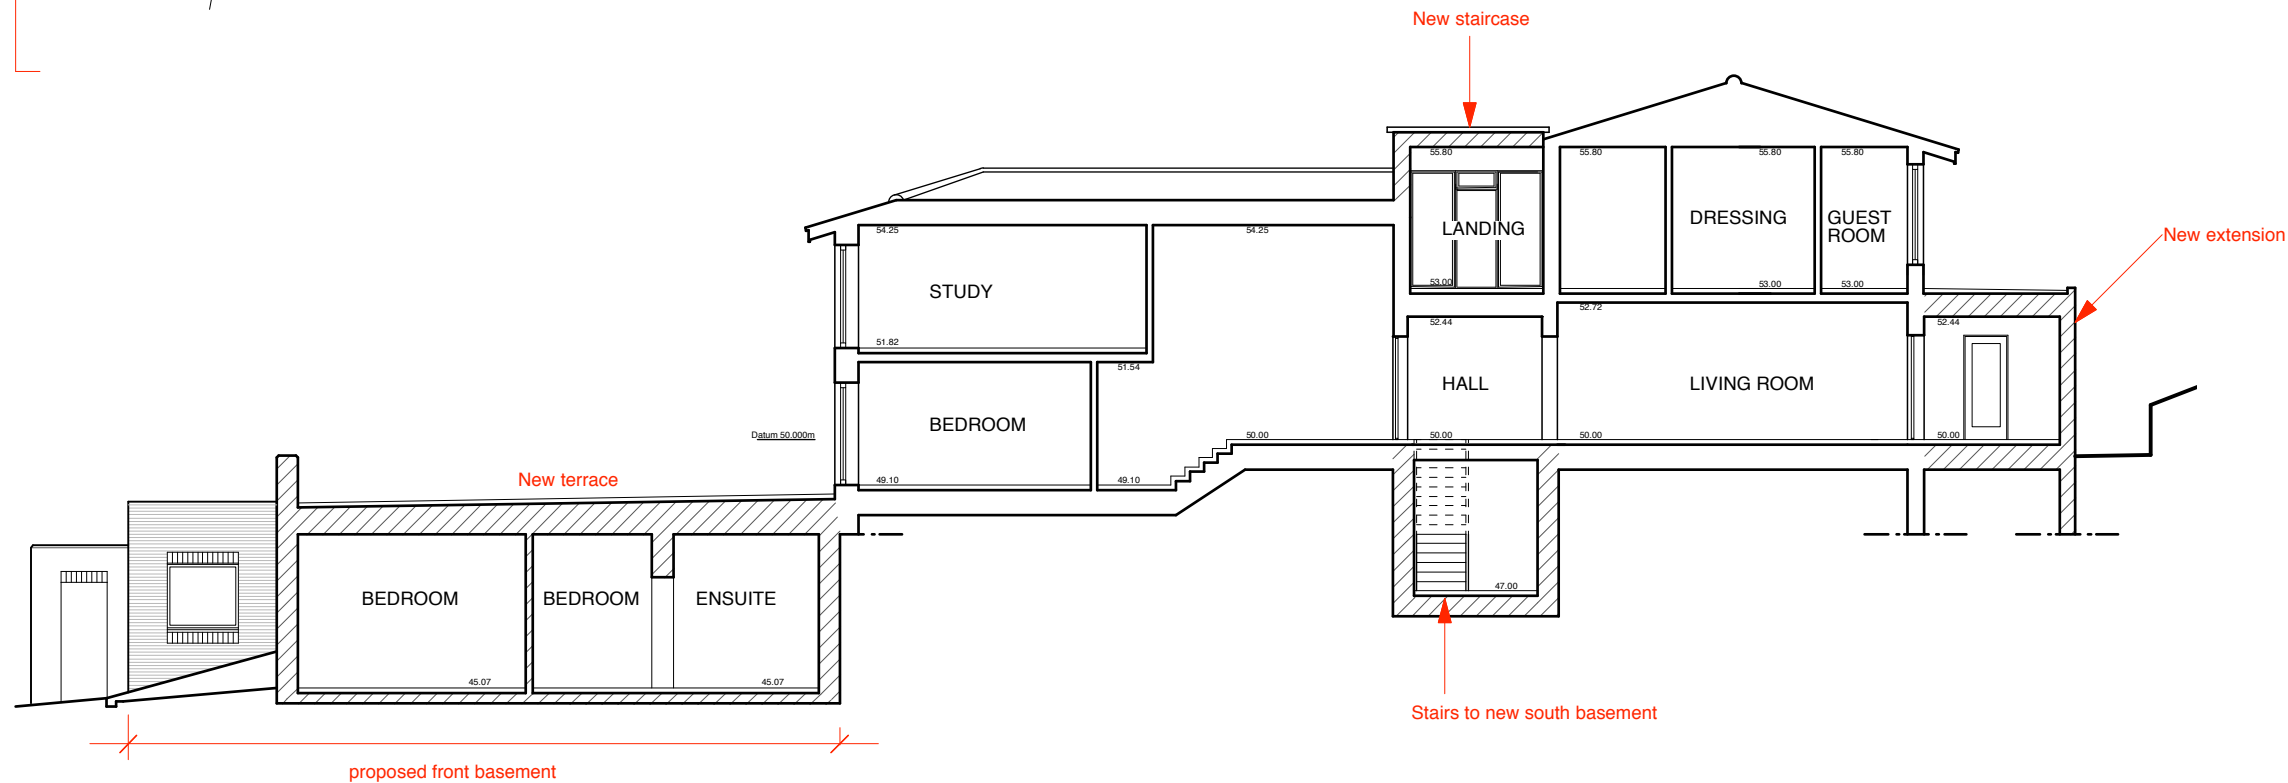 New staircase
55.80
55.80
55.80
55.80
LANDING
DRESSING
GUEST
ROOM
New extension
54.25
54.25
STUDY
53.00
53.00
53.00
52.72
52.44
52.44
51.82
51.54
HALL
LIVING ROOM
BEDROOM
Datum 50.000m
50.00
50.00
50.00
50.00
New terrace
49.10
49.10
47.00
BEDROOM
BEDROOM
ENSUITE
45.07
45.07
Stairs to new south basement
proposed front basement